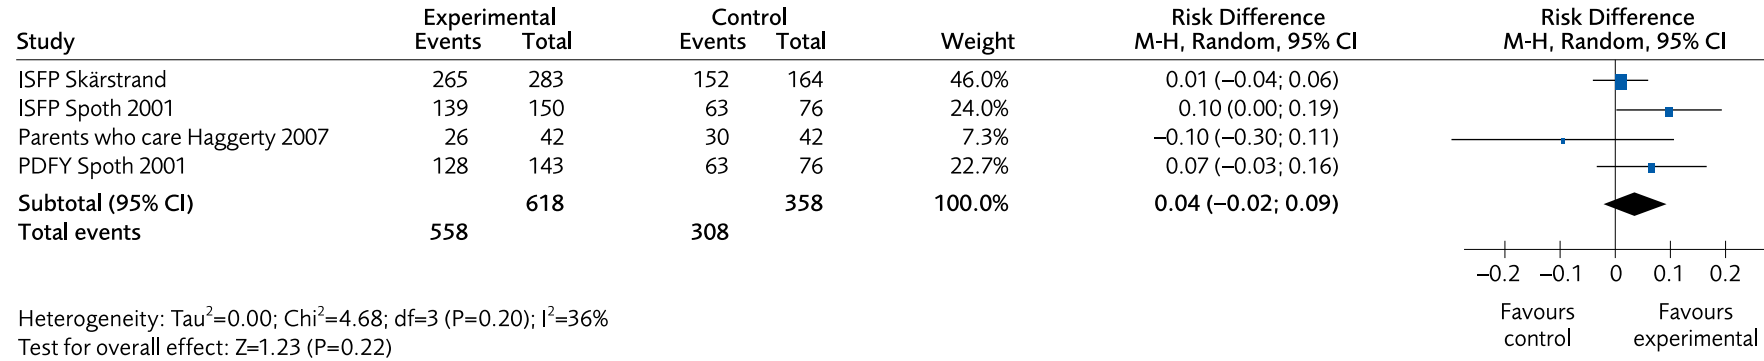 Experimental Control Risk Difference Risk Difference
Study Events Total Events Total Weight M-H, Random, 95% CI M-H, Random, 95% CI
ISFP Skärstrand 265 283 152 164 46.0% 0.01 (–0.04; 0.06)
ISFP Spoth 2001 139 150 63 76 24.0% 0.10 (0.00; 0.19)
Parents who care Haggerty 2007 26 42 30 42 7.3% –0.10 (–0.30; 0.11)
PDFY Spoth 2001 128 143 63 76 22.7% 0.07 (–0.03; 0.16)
Subtotal (95% CI) 618 358 100.0% 0.04 (–0.02; 0.09)
Total events 558 308
–0.2 –0.1 0 0.1 0.2
Favours control Favours experimental
Heterogeneity: Tau²=0.00; Chi²=4.68; df=3 (P=0.20); I²=36%
Test for overall effect: Z=1.23 (P=0.22)